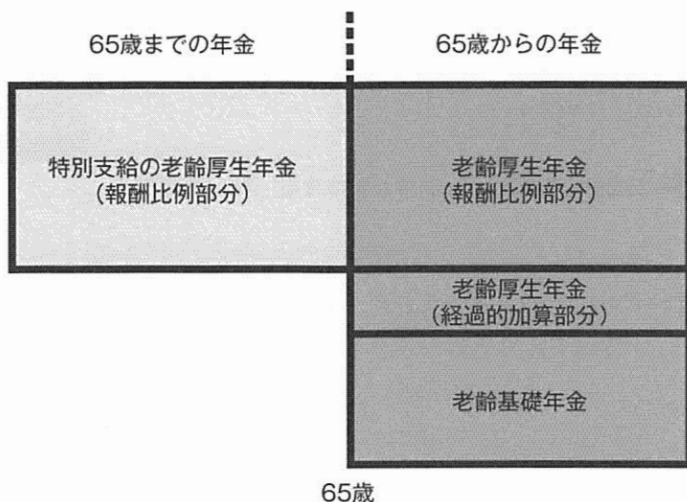 65歳までの年金
65歳からの年金
特別支給の老齢厚生年金
（報酬比例部分）
老齢厚生年金
（報酬比例部分）
老齢厚生年金
（経過的加算部分）
老齢基礎年金
65歳